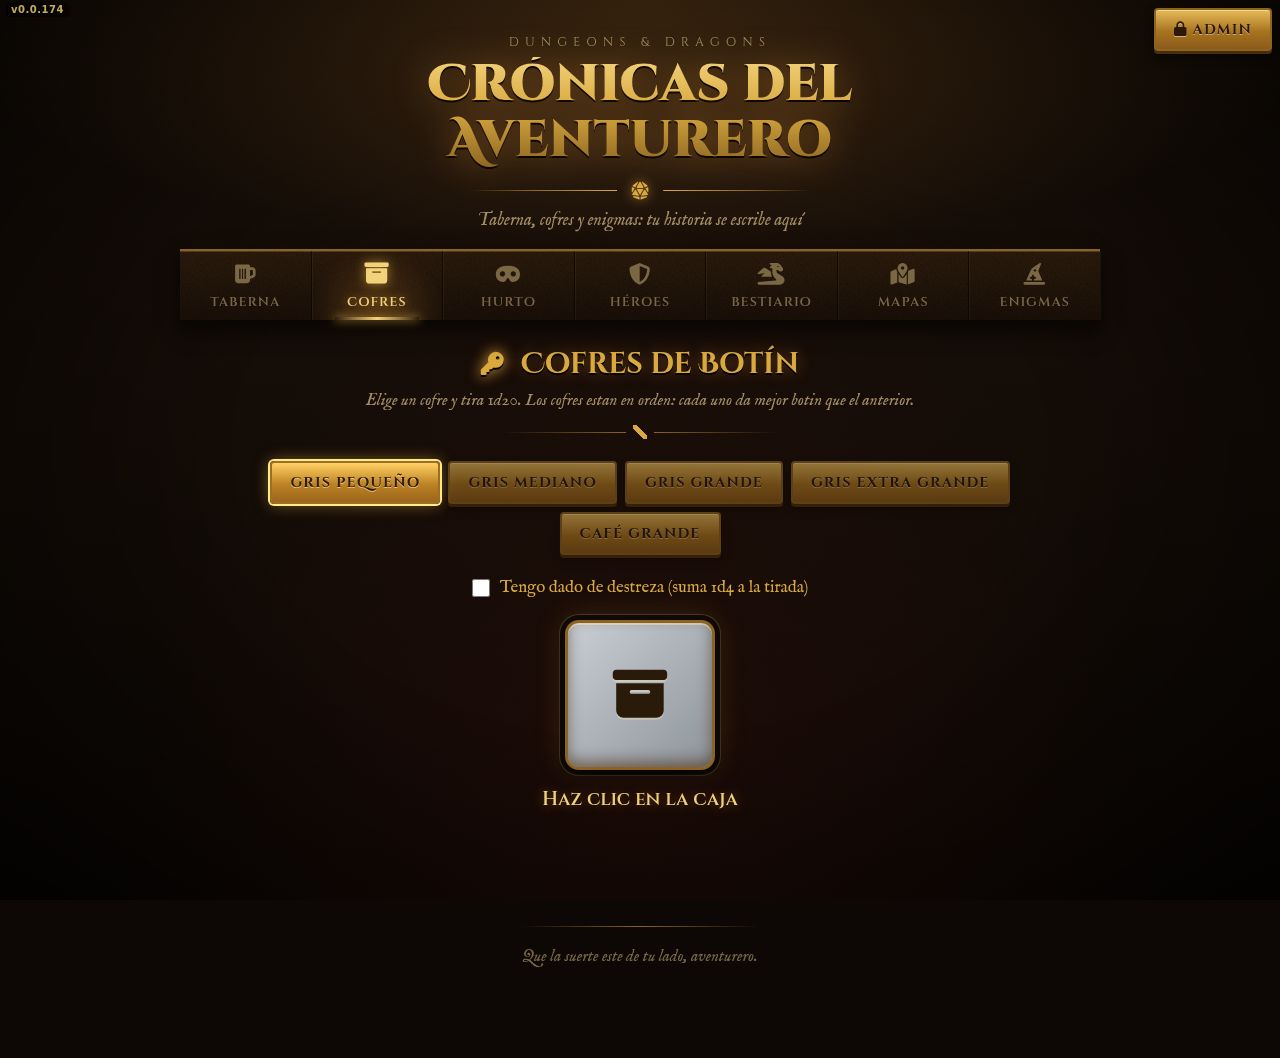 v0.0.174
ADMIN
DUNGEONS & DRAGONS
CRÓNICAS DEL
AVENTURERO
Taberna, cofres y enigmas: tu historia se escribe aquí
TABERNA
COFRES
HURTO
HÉROES
BESTIARIO
MAPAS
ENIGMAS
COFRES DE BOTÍN
Elige un cofre y tira 1d20. Los cofres estan en orden: cada uno da mejor botin que el anterior.
GRIS PEQUEÑO
GRIS MEDIANO
GRIS GRANDE
GRIS EXTRA GRANDE
CAFÉ GRANDE
Tengo dado de destreza (suma 1d4 a la tirada)
HAZ CLIC EN LA CAJA
Que la suerte este de tu lado, aventurero.